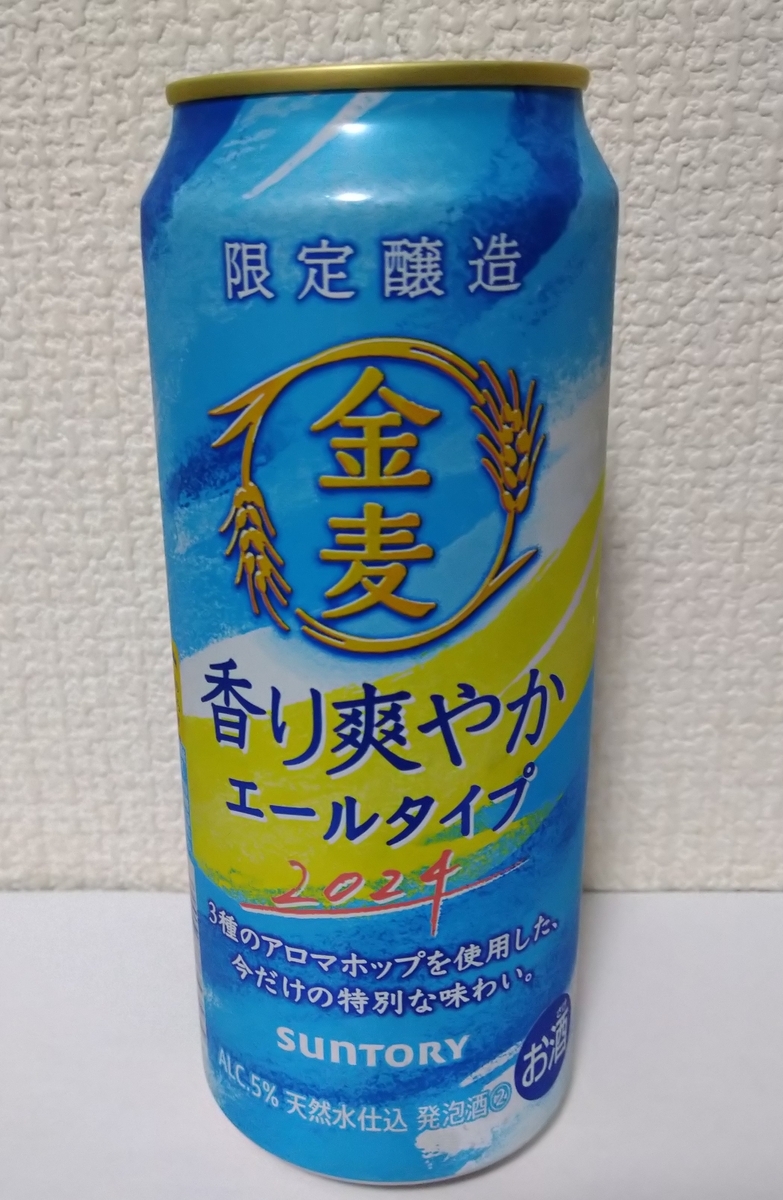 限定醸造
金麦
香り爽やか
エールタイプ
2024
3種のアロマホップを使用した、
今だけの特別な味わい。
SUNTORY
お酒
ALC.5% 天然水仕込 発泡酒②